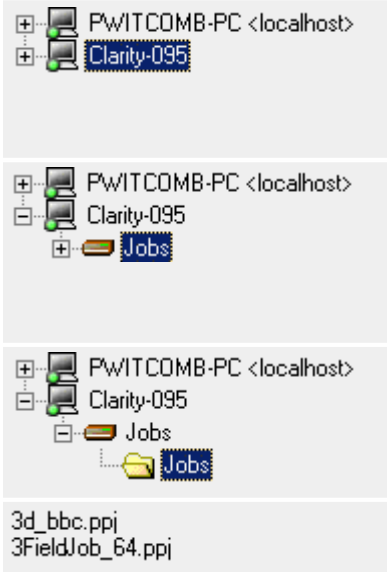 PWITCOMB-PC <localhost>
Clarity-095
PWITCOMB-PC <localhost>
Clarity-095
Jobs
PWITCOMB-PC <localhost>
Clarity-095
Jobs
Jobs
3d_bbc.ppj
3FieldJob_64.ppj